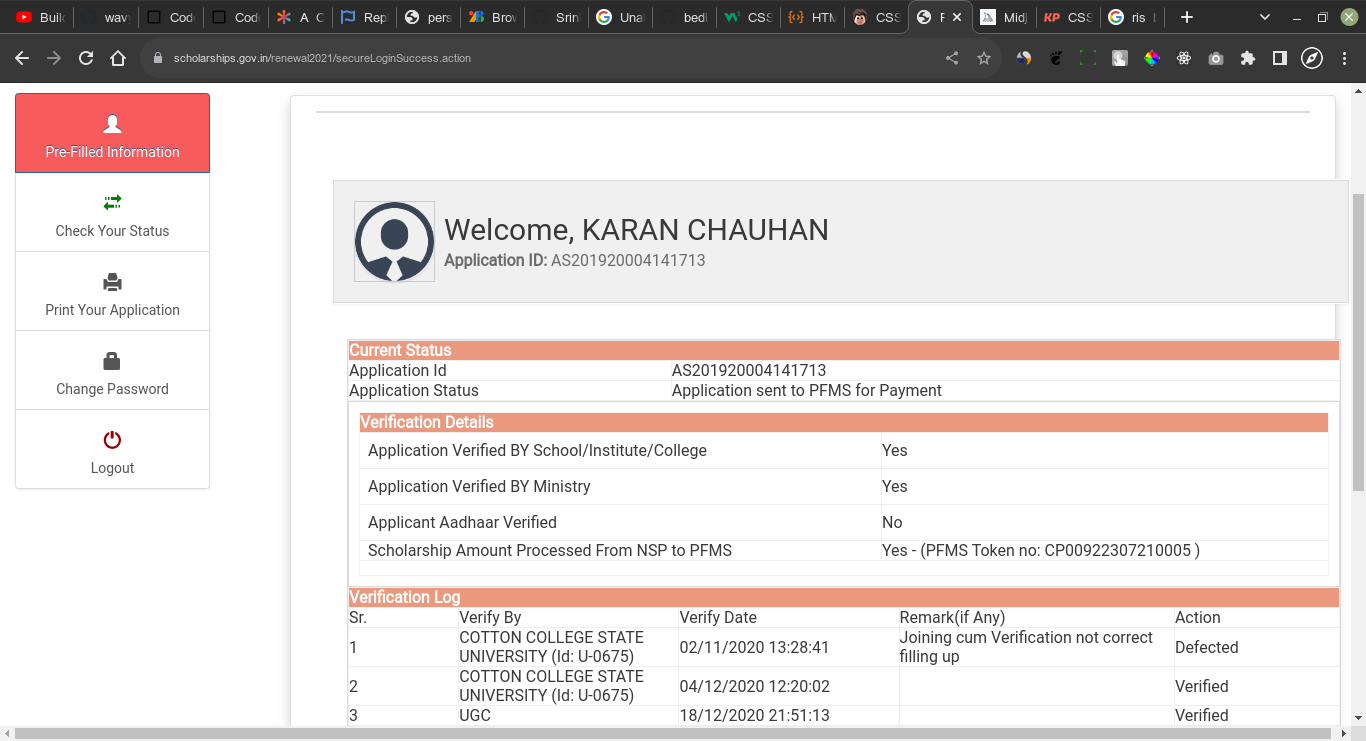 Buil
wav
Cod
Cod
A C
Rep
pers
Brow
Srin
Una
bedi
CSS
HTM
CSS
Midj
KP CSS
ris
scholarships.gov.in/renewal2021/secureLoginSuccess.action
Pre-Filled Information
Check Your Status
Print Your Application
Change Password
Logout
Welcome, KARAN CHAUHAN
Application ID: AS201920004141713
Current Status
Application Id AS201920004141713
Application Status Application sent to PFMS for Payment
Verification Details
Application Verified BY School/Institute/College Yes
Application Verified BY Ministry Yes
Applicant Aadhaar Verified No
Scholarship Amount Processed From NSP to PFMS Yes - (PFMS Token no: CP00922307210005 )
Verification Log
Sr. Verify By Verify Date Remark(if Any) Action
1 COTTON COLLEGE STATE UNIVERSITY (Id: U-0675) 02/11/2020 13:28:41 Joining cum Verification not correct filling up Defected
2 COTTON COLLEGE STATE UNIVERSITY (Id: U-0675) 04/12/2020 12:20:02 Verified
3 UGC 18/12/2020 21:51:13 Verified